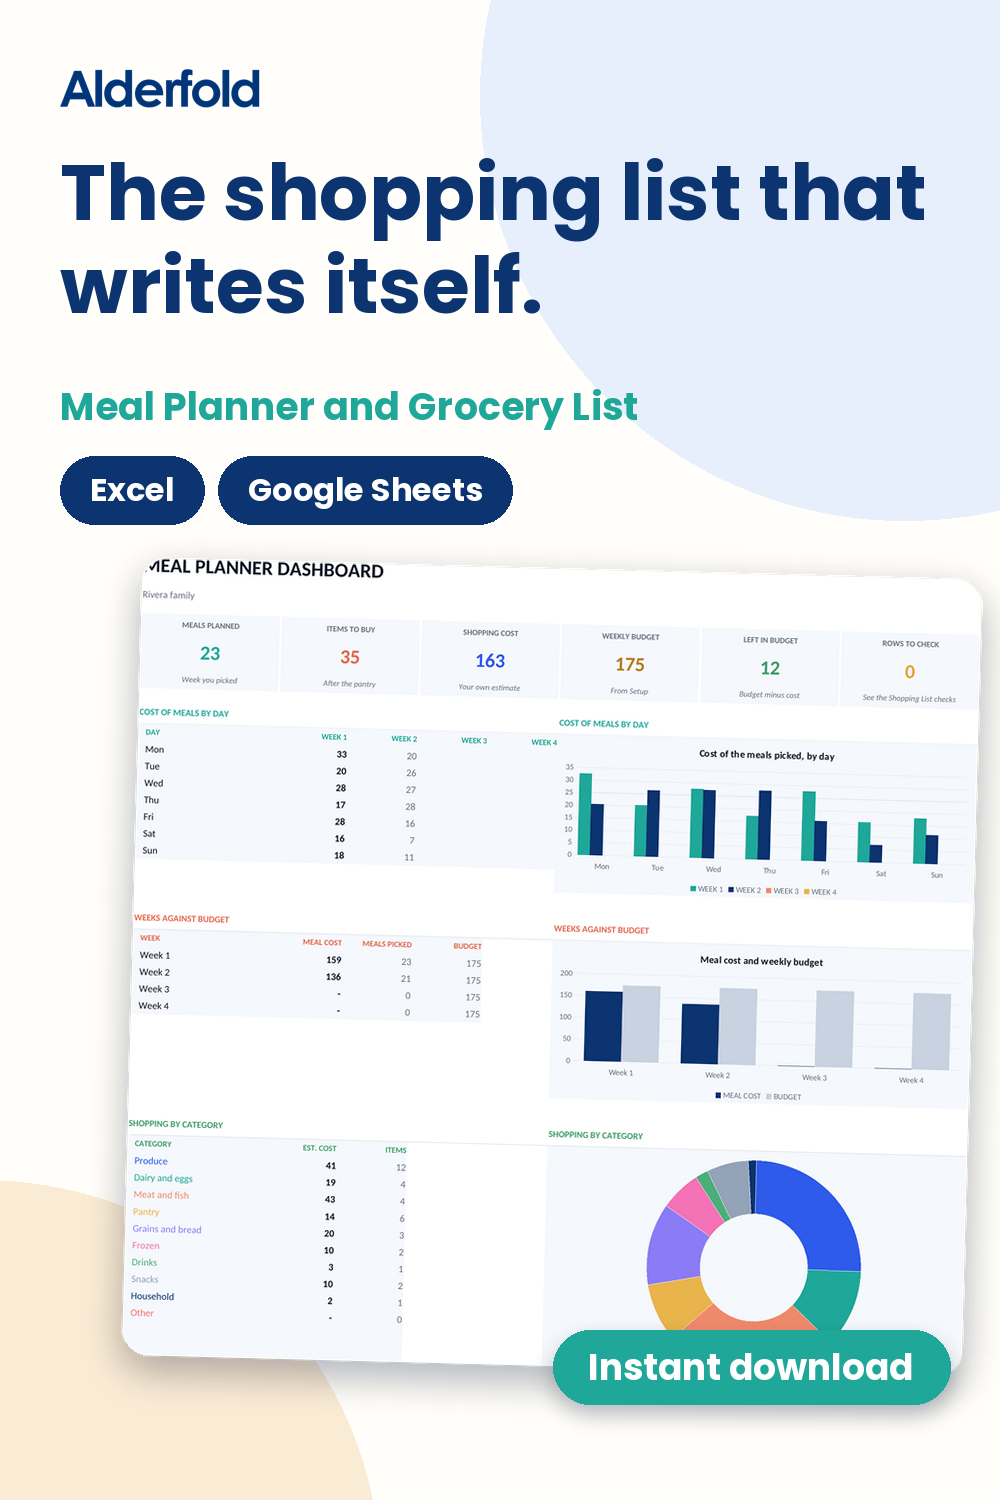 Alderfold
The shopping list that
writes itself.
Meal Planner and Grocery List
Excel
Google Sheets
MEAL PLANNER DASHBOARD
Rivera family
MEALS PLANNED
23
Week you picked
ITEMS TO BUY
35
After the pantry
SHOPPING COST
163
Your own estimate
WEEKLY BUDGET
175
From Setup
LEFT IN BUDGET
12
Budget minus cost
ROWS TO CHECK
0
See the Shopping List checks
COST OF MEALS BY DAY
DAY WEEK 1 WEEK 2 WEEK 3 WEEK 4
Mon 33 20
Tue 20 26
Wed 28 27
Thu 17 28
Fri 28 16
Sat 16 7
Sun 18 11
COST OF MEALS BY DAY
Cost of the meals picked, by day
35
30
25
20
15
10
5
0
Mon Tue Wed Thu Fri Sat Sun
WEEK 1 WEEK 2 WEEK 3 WEEK 4
WEEKS AGAINST BUDGET
WEEK MEAL COST MEALS PICKED BUDGET
Week 1 159 23 175
Week 2 136 21 175
Week 3 - 0 175
Week 4 - 0 175
WEEKS AGAINST BUDGET
Meal cost and weekly budget
200
150
100
50
0
Week 1 Week 2 Week 3 Week 4
MEAL COST BUDGET
SHOPPING BY CATEGORY
CATEGORY EST. COST ITEMS
Produce 41 12
Dairy and eggs 19 4
Meat and fish 43 4
Pantry 14 6
Grains and bread 20 3
Frozen 10 2
Drinks 3 1
Snacks 10 2
Household 2 1
Other - 0
SHOPPING BY CATEGORY
Instant download